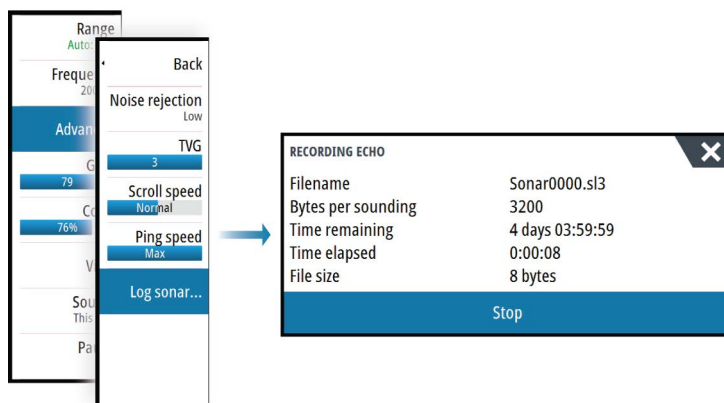 Range
Auto:
Back
Noise rejection
Low
TVG
3
79
Scroll speed
Normal
76%
Ping speed
Max
Log sonar...
This
RECORDING ECHO
Filename Sonar0000.sl3
Bytes per sounding 3200
Time remaining 4 days 03:59:59
Time elapsed 0:00:08
File size 8 bytes
Stop